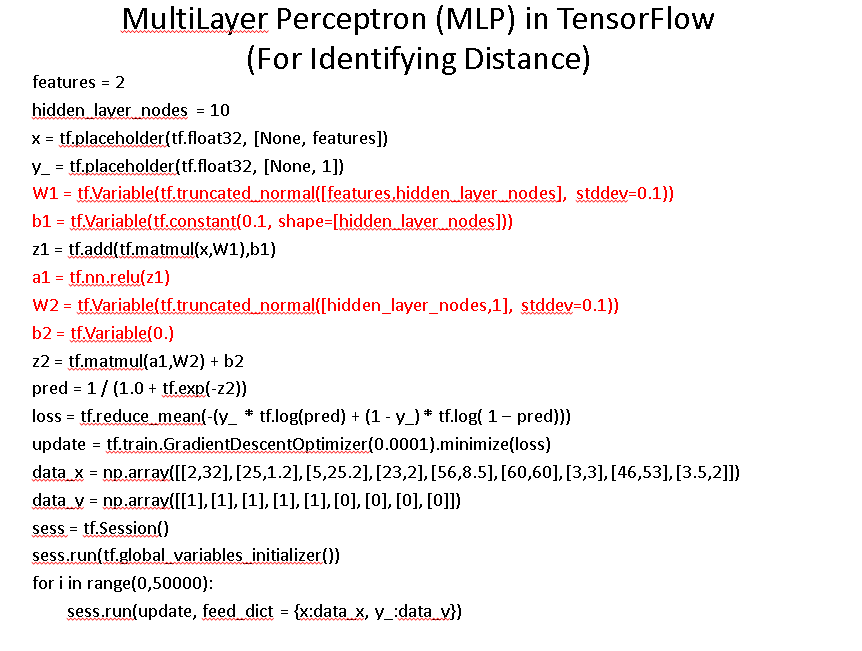 MultiLayer Perceptron (MLP) in TensorFlow
(For Identifying Distance)
features = 2
hidden_layer_nodes = 10
x = tf.placeholder(tf.float32, [None, features])
y_ = tf.placeholder(tf.float32, [None, 1])
W1 = tf.Variable(tf.truncated_normal([features,hidden_layer_nodes], stddev=0.1))
b1 = tf.Variable(tf.constant(0.1, shape=[hidden_layer_nodes]))
z1 = tf.add(tf.matmul(x,W1),b1)
a1 = tf.nn.relu(z1)
W2 = tf.Variable(tf.truncated_normal([hidden_layer_nodes,1], stddev=0.1))
b2 = tf.Variable(0.)
z2 = tf.matmul(a1,W2) + b2
pred = 1 / (1.0 + tf.exp(-z2))
loss = tf.reduce_mean(-(y_ * tf.log(pred) + (1 - y_) * tf.log( 1 – pred)))
update = tf.train.GradientDescentOptimizer(0.0001).minimize(loss)
data_x = np.array([[2,32], [25,1.2], [5,25.2], [23,2], [56,8.5], [60,60], [3,3], [46,53], [3.5,2]])
data_y = np.array([[1], [1], [1], [1], [1], [0], [0], [0], [0]])
sess = tf.Session()
sess.run(tf.global_variables_initializer())
for i in range(0,50000):
sess.run(update, feed_dict = {x:data_x, y_:data_y})